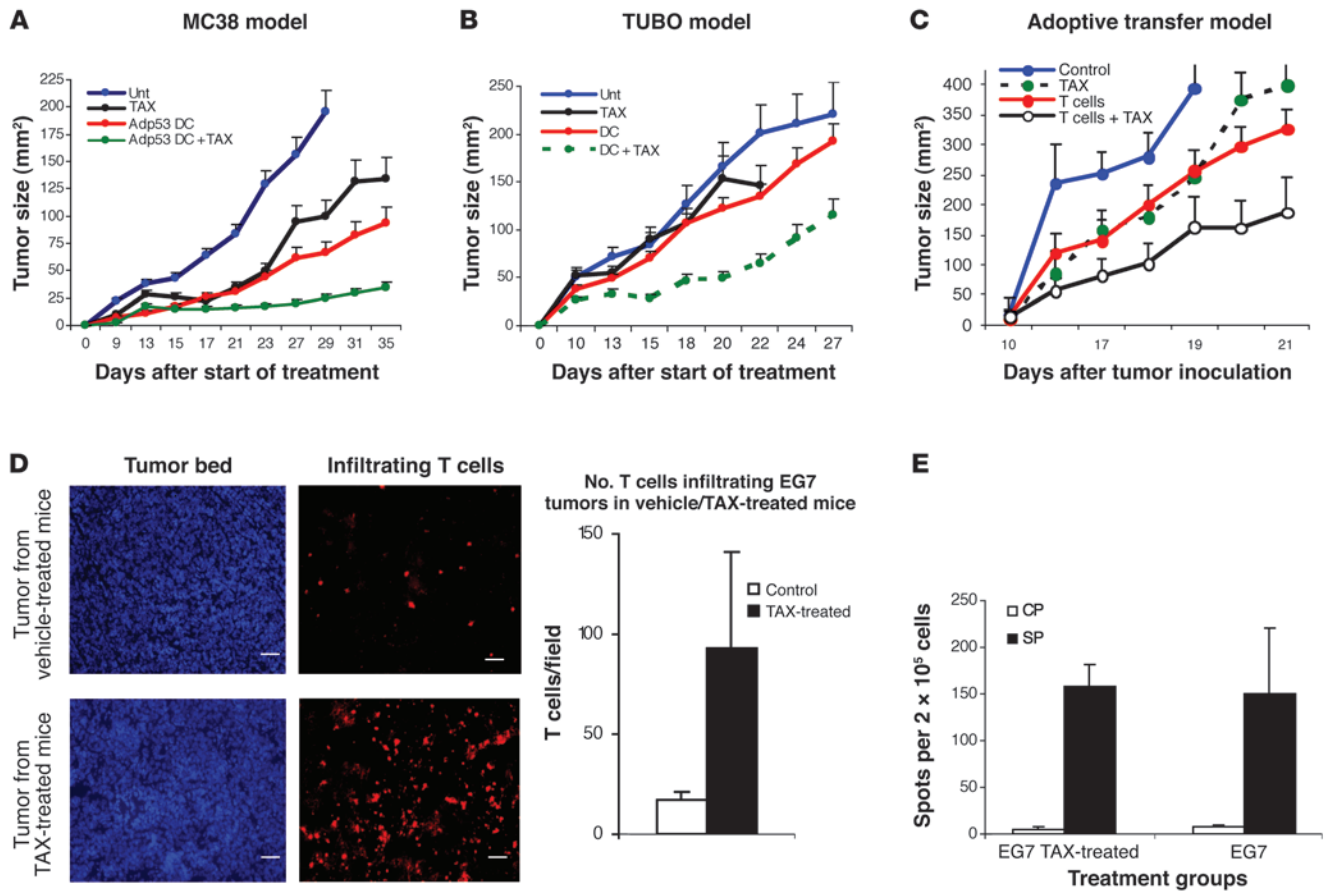 A
MC38 model
Tumor size (mm²)
225
200
175
150
125
100
75
50
25
0
Unt
TAX
Adp53 DC
Adp53 DC +TAX
0 9 13 15 17 21 23 27 29 31 35
Days after start of treatment
B
TUBO model
Tumor size (mm²)
250
200
150
100
50
0
Unt
TAX
DC
DC + TAX
0 10 13 15 18 20 22 24 27
Days after start of treatment
C
Adoptive transfer model
Tumor size (mm²)
400
350
300
250
200
150
100
50
0
Control
TAX
T cells
T cells + TAX
10 17 19 21
Days after tumor inoculation
D
Tumor bed
Infiltrating T cells
Tumor from
vehicle-treated mice
Tumor from
TAX-treated mice
No. T cells infiltrating EG7
tumors in vehicle/TAX-treated mice
T cells/field
150
100
50
0
Control
TAX-treated
E
Spots per 2 × 10⁵ cells
250
200
150
100
50
0
CP
SP
EG7 TAX-treated EG7
Treatment groups